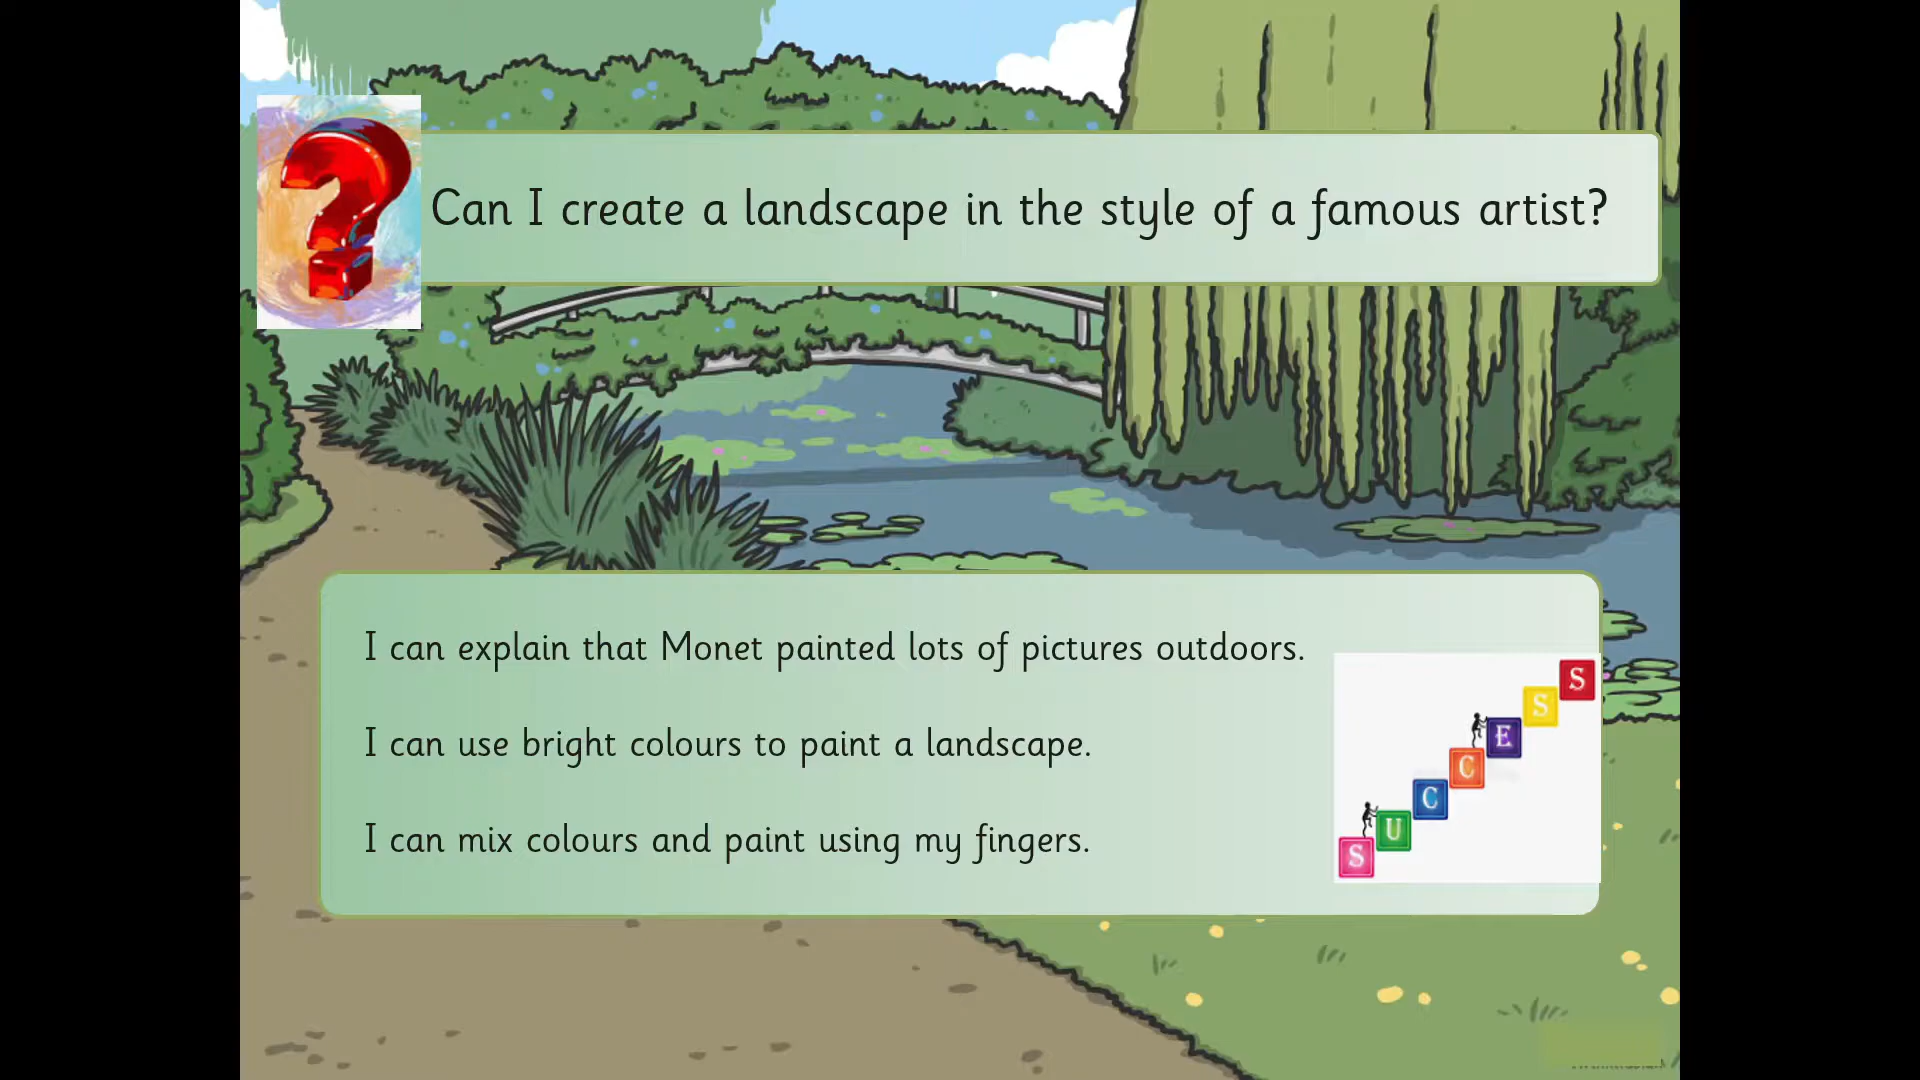 Can I create a landscape in the style of a famous artist?
I can explain that Monet painted lots of pictures outdoors.
I can use bright colours to paint a landscape.
I can mix colours and paint using my fingers.
SUCCESS